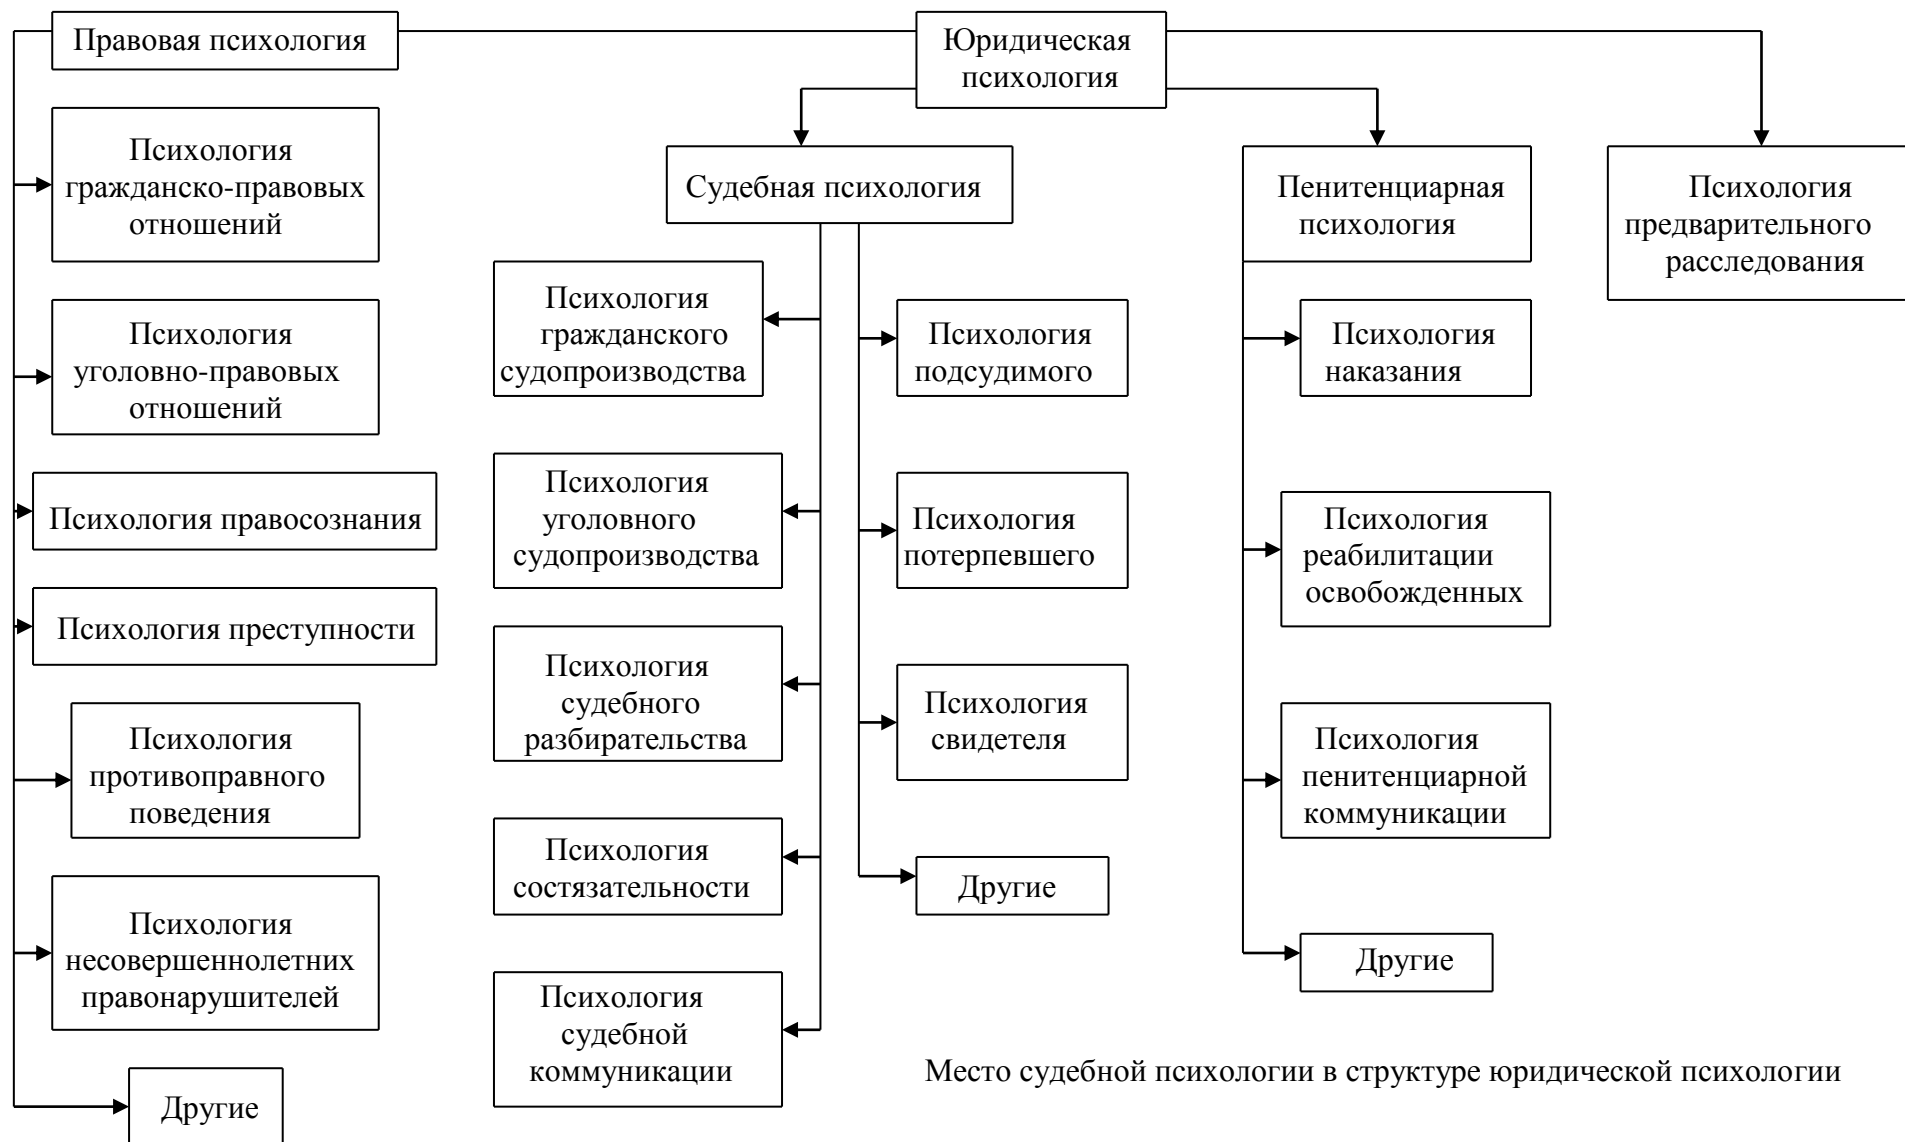 Правовая психология
Юридическая
психология
Психология
гражданско-правовых
отношений
Психология
уголовно-правовых
отношений
Психология правосознания
Психология преступности
Психология
противоправного
поведения
Психология
несовершеннолетних
правонарушителей
Другие
Судебная психология
Психология
гражданского
судопроизводства
Психология
уголовного
судопроизводства
Психология
судебного
разбирательства
Психология
состязательности
Психология
судебной
коммуникации
Психология
подсудимого
Психология
потерпевшего
Психология
свидетеля
Другие
Пенитенциарная
психология
Психология
наказания
Психология
реабилитации
освобожденных
Психология
пенитенциарной
коммуникации
Другие
Психология
предварительного
расследования
Место судебной психологии в структуре юридической психологии